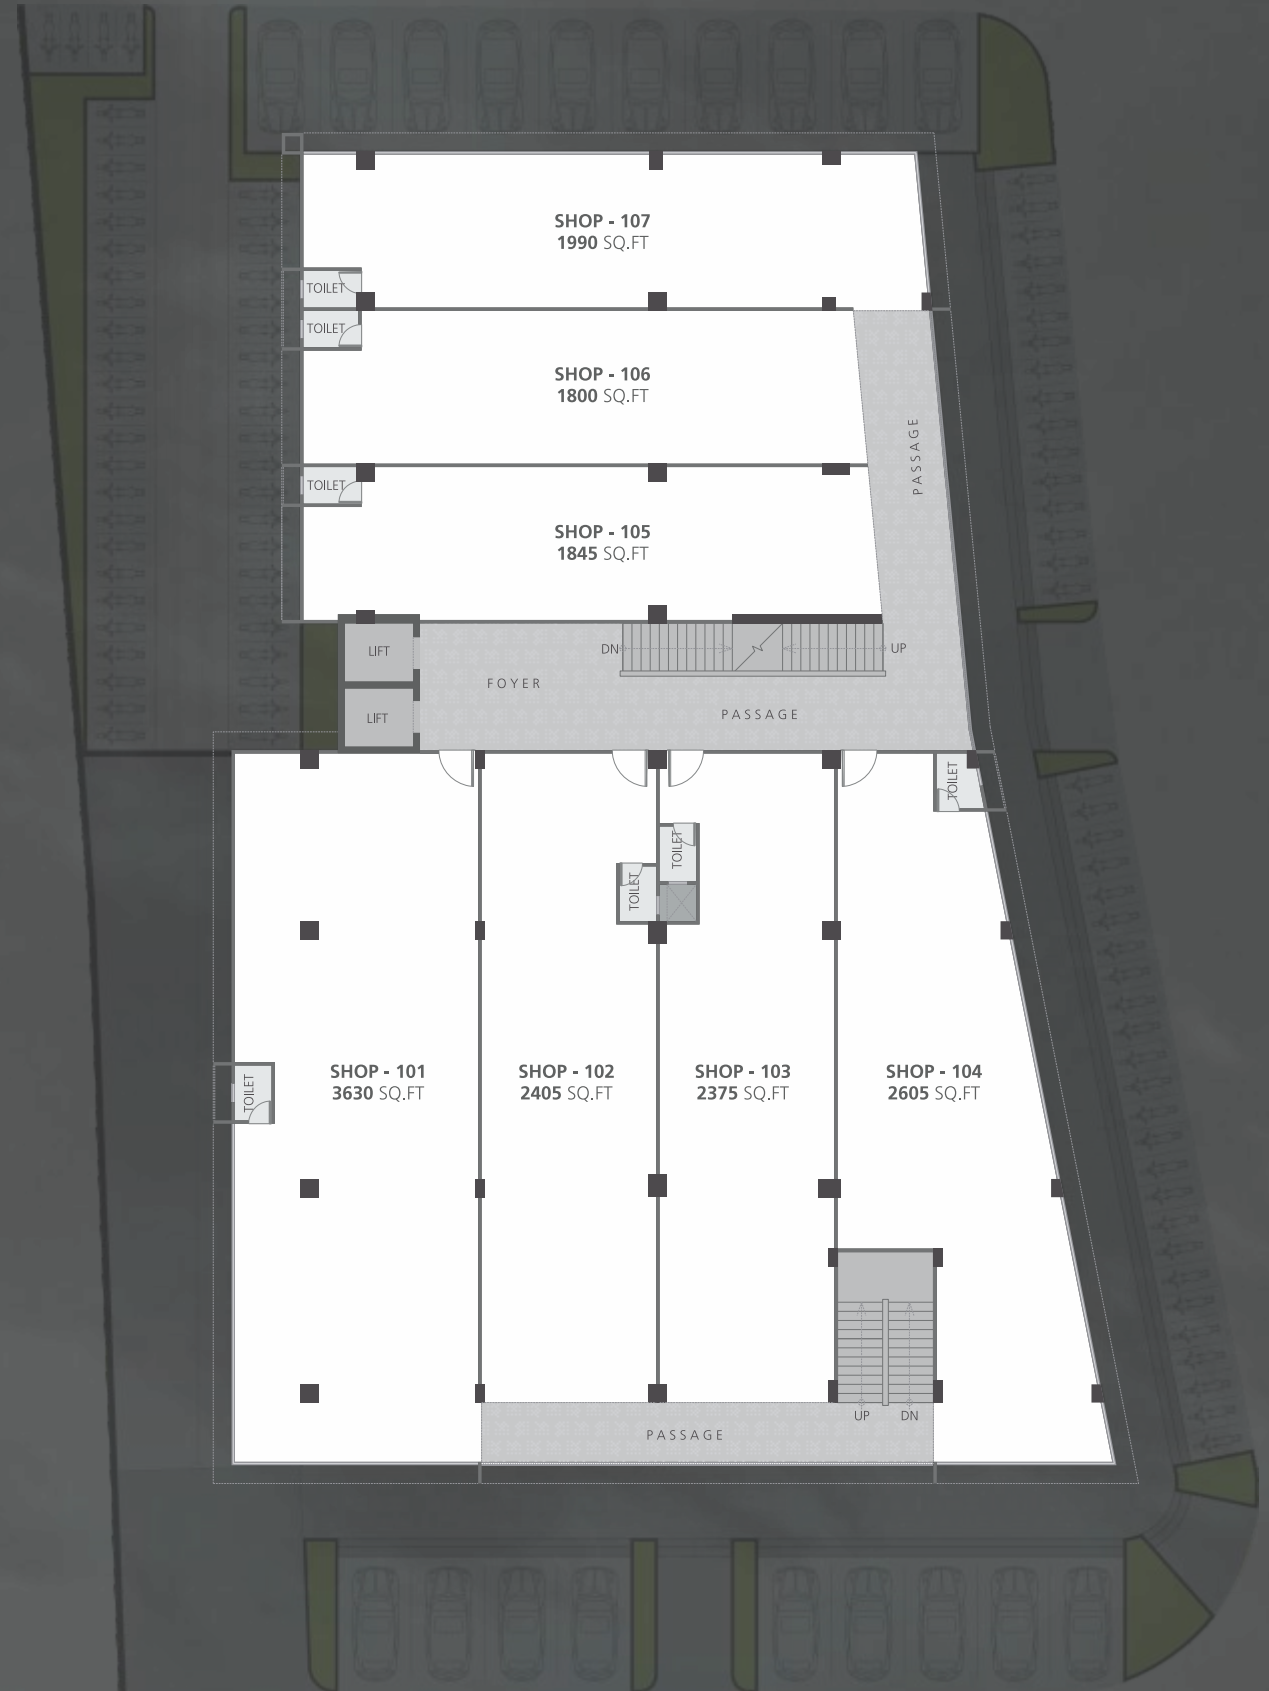 SHOP - 107
1990 SQ.FT
TOILET
TOILET
SHOP - 106
1800 SQ.FT
PASSAGE
TOILET
SHOP - 105
1845 SQ.FT
LIFT
FOYER
DN
UP
LIFT
PASSAGE
TOILET
TOILET
TOILET
SHOP - 101
3630 SQ.FT
SHOP - 102
2405 SQ.FT
SHOP - 103
2375 SQ.FT
SHOP - 104
2605 SQ.FT
TOILET
UP
DN
PASSAGE